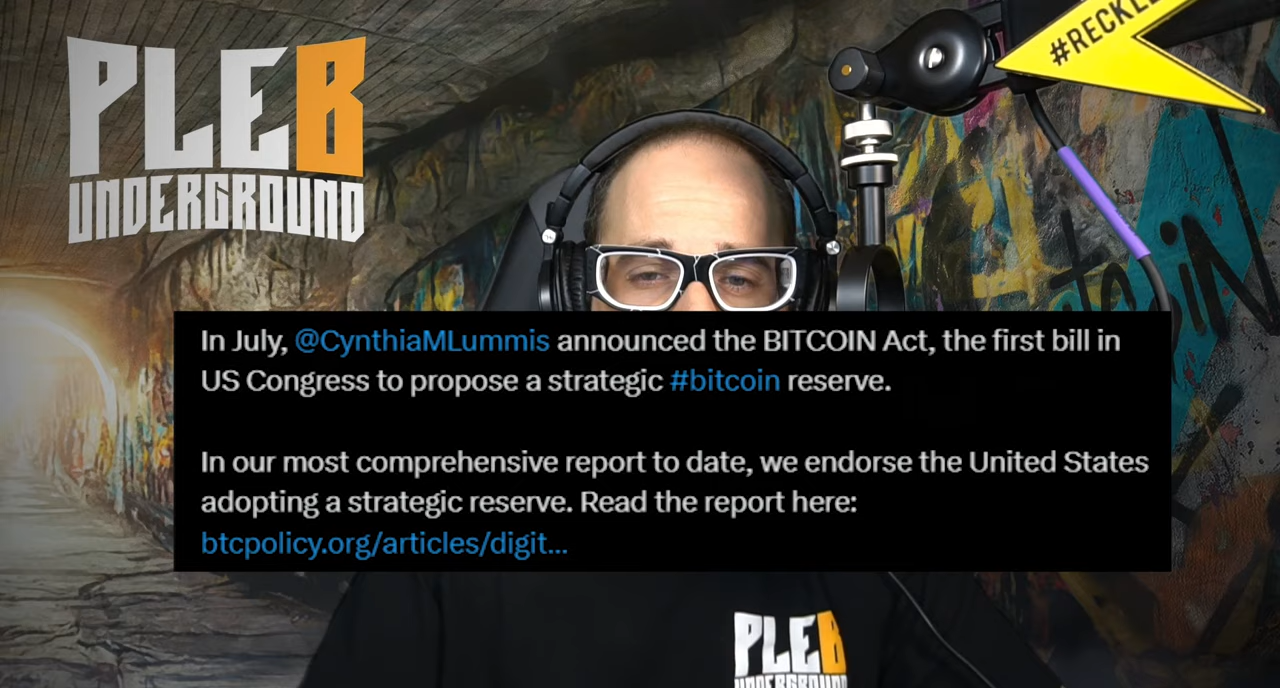 PLEB
UNDERGROUND
#RECKLE
In July, @CynthiaMLummis announced the BITCOIN Act, the first bill in
US Congress to propose a strategic #bitcoin reserve.
In our most comprehensive report to date, we endorse the United States
adopting a strategic reserve. Read the report here:
btcpolicy.org/articles/digit...
PLEB
UNDERGROUND